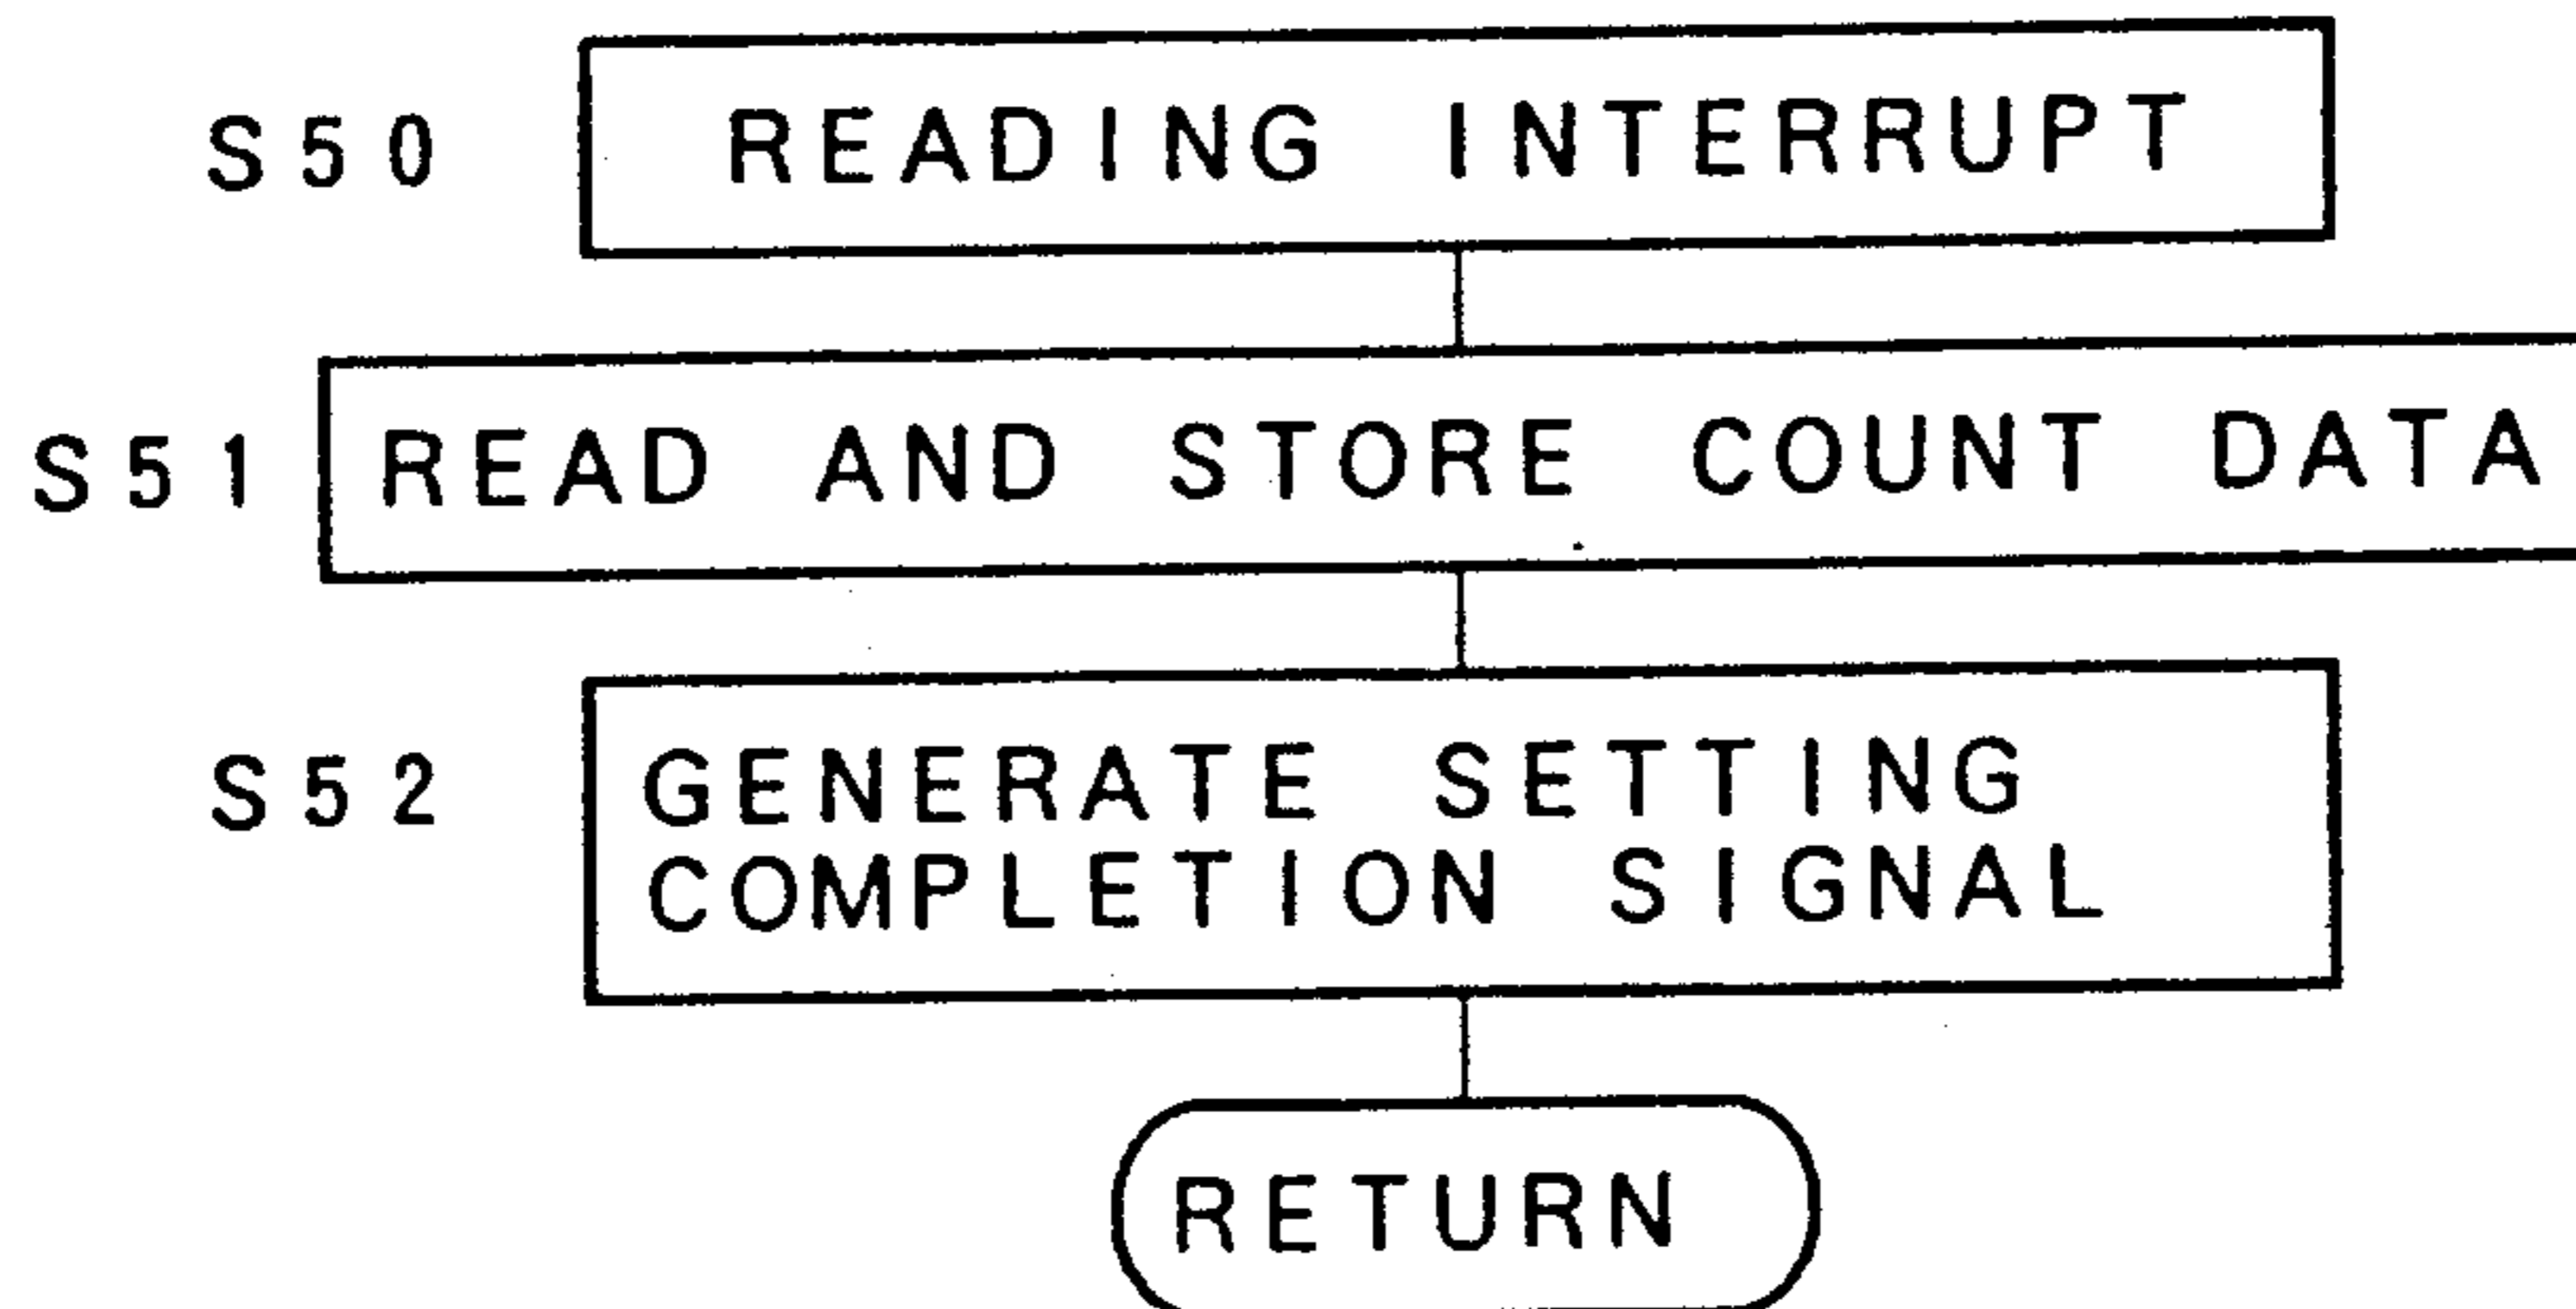 S50 READING INTERRUPT
S51 READ AND STORE COUNT DATA
S52 GENERATE SETTING
COMPLETION SIGNAL
RETURN